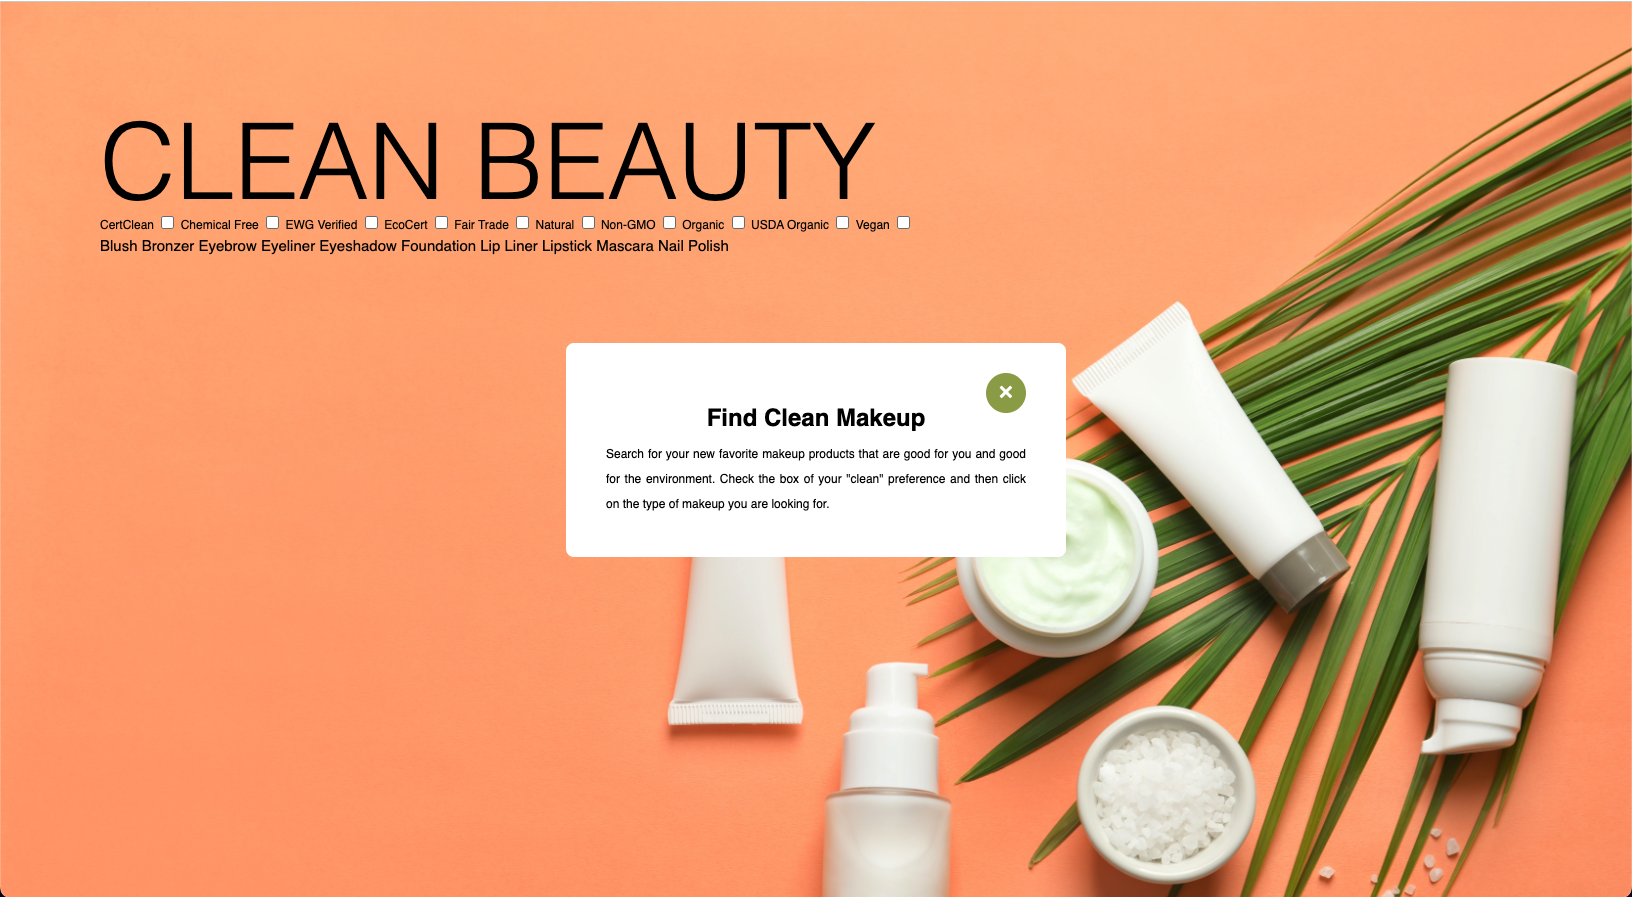 CLEAN BEAUTY
CertClean Chemical Free EWG Verified EcoCert Fair Trade Natural Non-GMO Organic USDA Organic Vegan
Blush Bronzer Eyebrow Eyeliner Eyeshadow Foundation Lip Liner Lipstick Mascara Nail Polish
Find Clean Makeup
Search for your new favorite makeup products that are good for you and good
for the environment. Check the box of your "clean" preference and then click
on the type of makeup you are looking for.